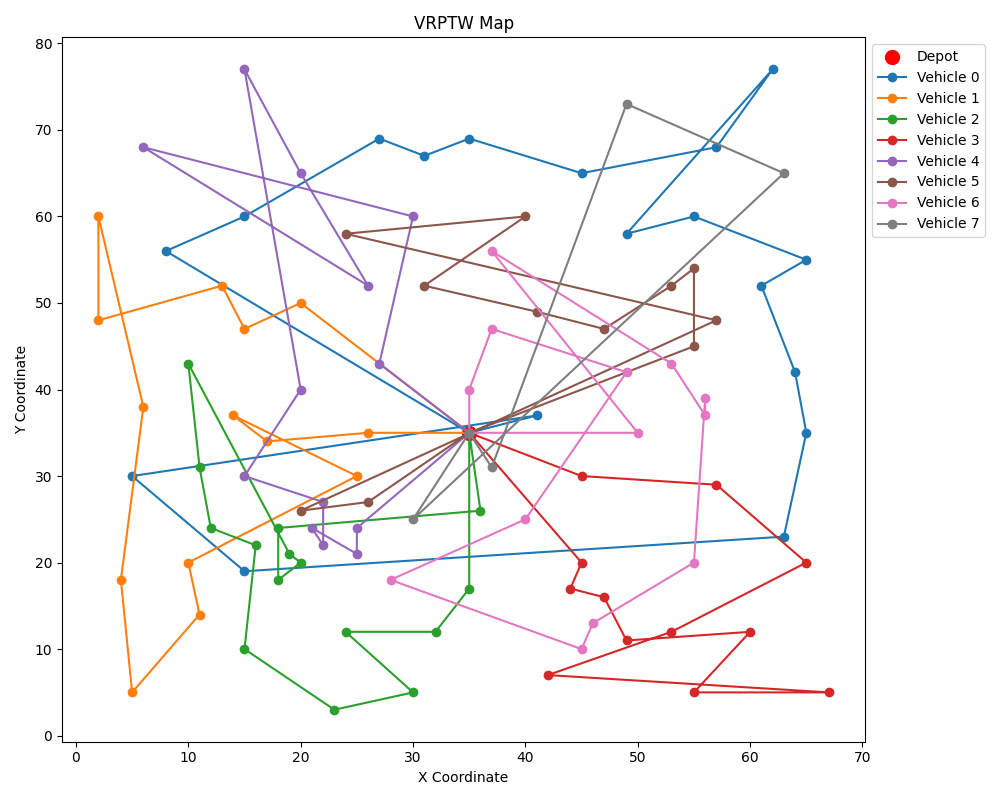 VRPTW Map
Depot
Vehicle 0
Vehicle 1
Vehicle 2
Vehicle 3
Vehicle 4
Vehicle 5
Vehicle 6
Vehicle 7
80
70
60
50
40
30
20
10
0
Y Coordinate
0 10 20 30 40 50 60 70
X Coordinate